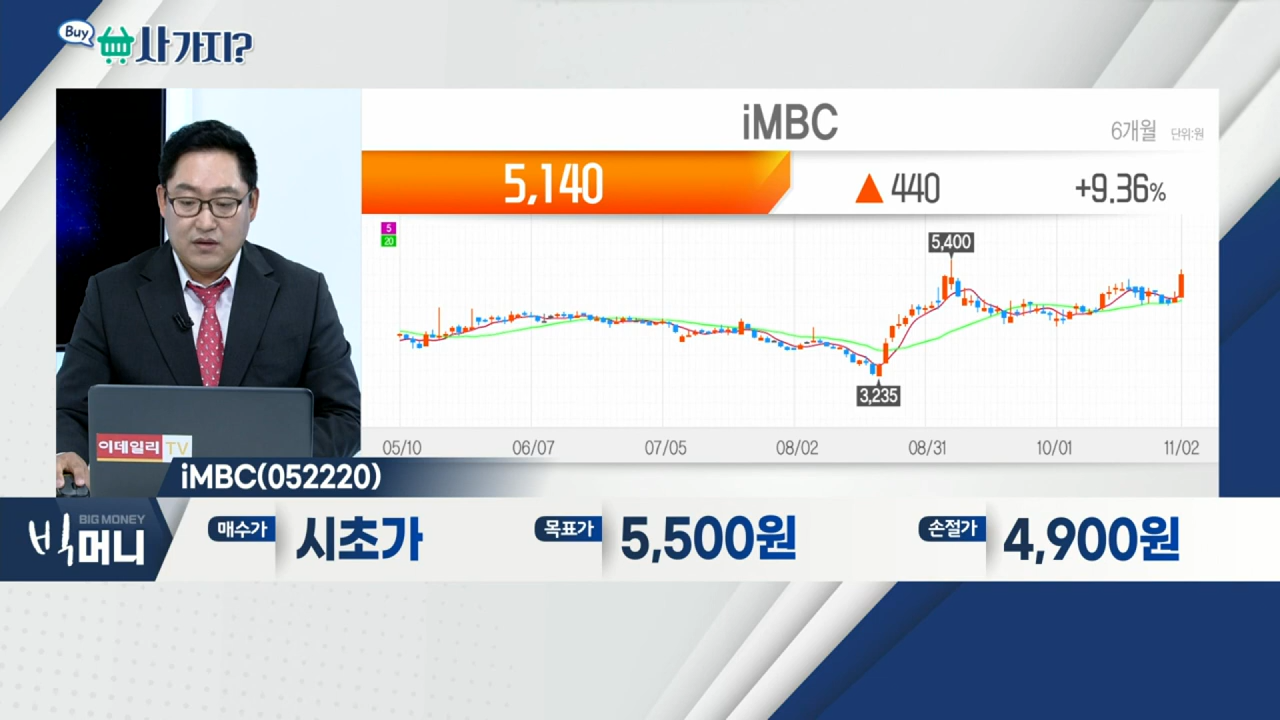 Buy
사가지?
iMBC
6개월 단위:원
5,140 ▲ 440 +9.36%
5
20
5,400
3,235
05/10 06/07 07/05 08/02 08/31 10/01 11/02
이데일리 TV
iMBC(052220)
BIG MONEY
빅머니
매수가 시초가 목표가 5,500원 손절가 4,900원